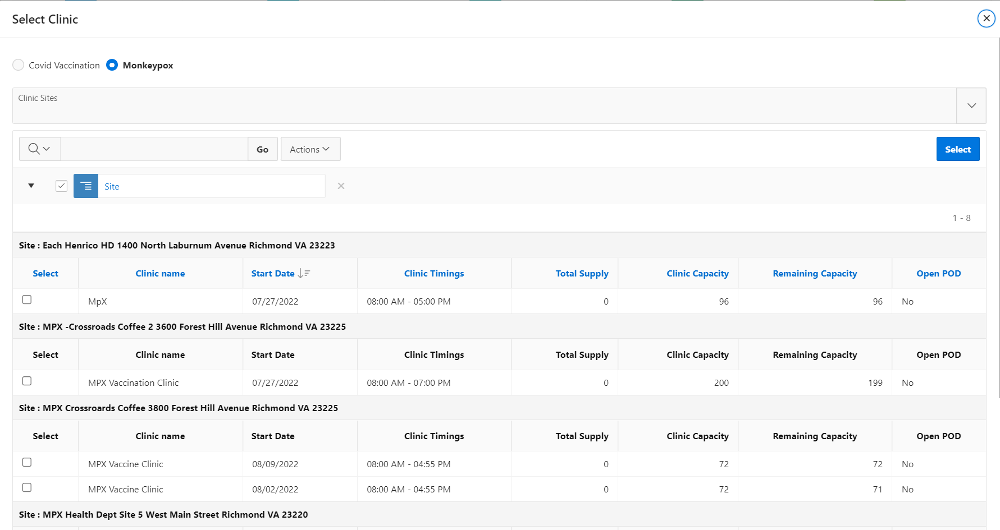 Select Clinic
Covid Vaccination Monkeypox
Clinic Sites
Go Actions Select
Site
1 - 8
Site : Each Henrico HD 1400 North Laburnum Avenue Richmond VA 23223
Select Clinic name Start Date Clinic Timings Total Supply Clinic Capacity Remaining Capacity Open POD
MpX 07/27/2022 08:00 AM - 05:00 PM 0 96 96 No
Site : MPX -Crossroads Coffee 2 3600 Forest Hill Avenue Richmond VA 23225
Select Clinic name Start Date Clinic Timings Total Supply Clinic Capacity Remaining Capacity Open POD
MPX Vaccination Clinic 07/27/2022 08:00 AM - 07:00 PM 0 200 199 No
Site : MPX Crossroards Coffee 3800 Forest Hill Avenue Richmond VA 23225
Select Clinic name Start Date Clinic Timings Total Supply Clinic Capacity Remaining Capacity Open POD
MPX Vaccine Clinic 08/09/2022 08:00 AM - 04:55 PM 0 72 72 No
MPX Vaccine Clinic 08/02/2022 08:00 AM - 04:55 PM 0 72 71 No
Site : MPX Health Dept Site 5 West Main Street Richmond VA 23220